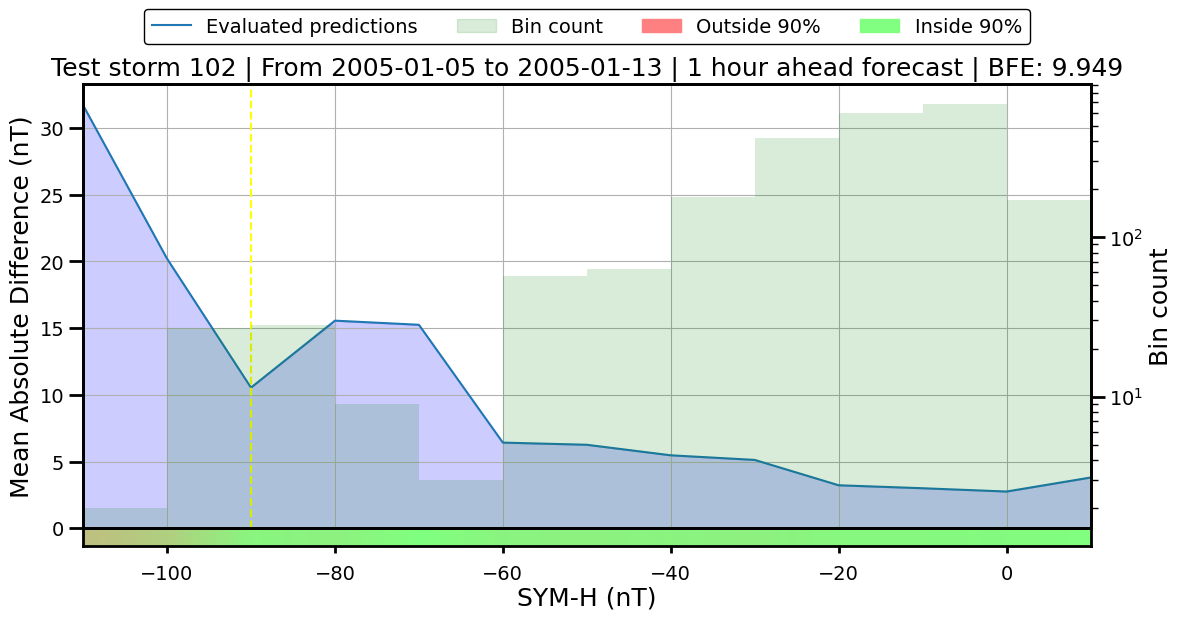 Evaluated predictions Bin count Outside 90% Inside 90%
Test storm 102 | From 2005-01-05 to 2005-01-13 | 1 hour ahead forecast | BFE: 9.949
Mean Absolute Difference (nT)
30
25
20
15
10
5
0
10²
10¹
Bin count
−100 −80 −60 −40 −20 0
SYM-H (nT)